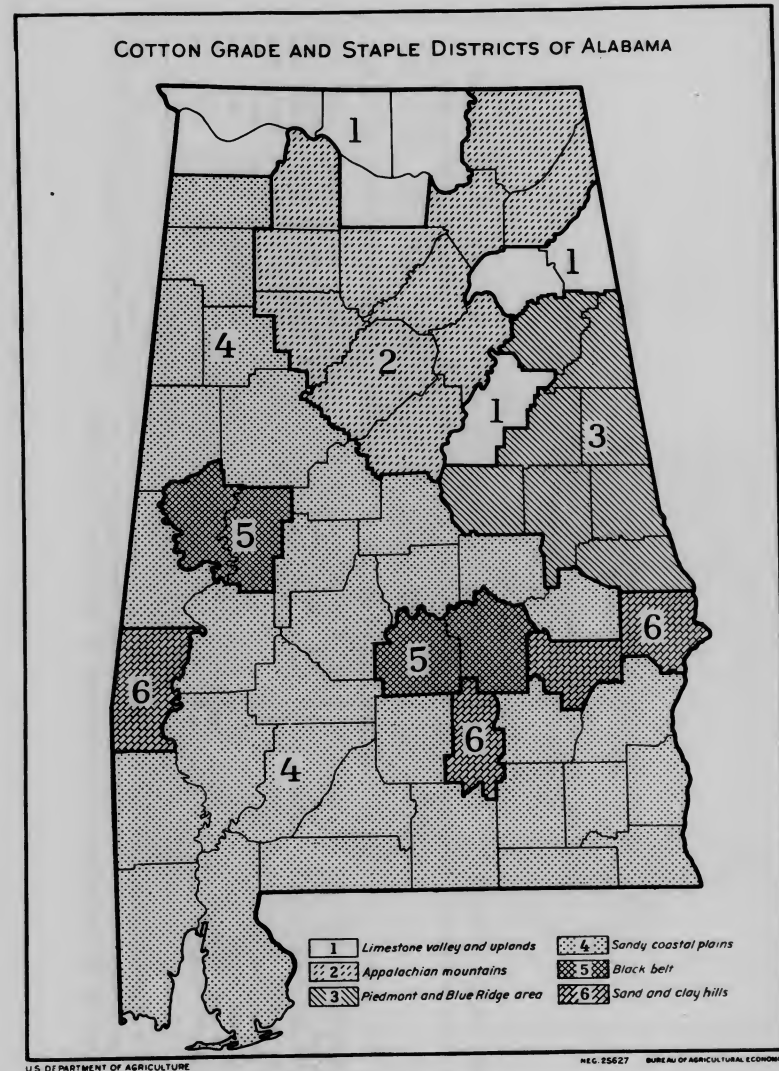 COTTON GRADE AND STAPLE DISTRICTS OF ALABAMA
1
1
4
2
1
3
5
6
5
6
6
4
1 Limestone valley and uplands
2 Appalachian mountains
3 Piedmont and Blue Ridge area
4 Sandy coastal plains
5 Black belt
6 Sand and clay hills
U.S. DEPARTMENT OF AGRICULTURE
NEG. 25627 BUREAU OF AGRICULTURAL ECONOM